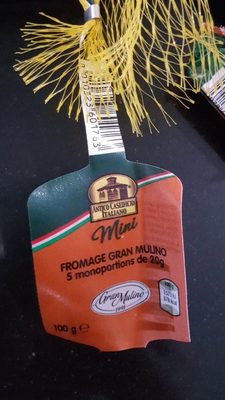 ANTICO CASEIFICIO
ITALIANO
Mini
FROMAGE GRAN MULINO
5 monoportions de 20g
Gran Mulino
100 g e